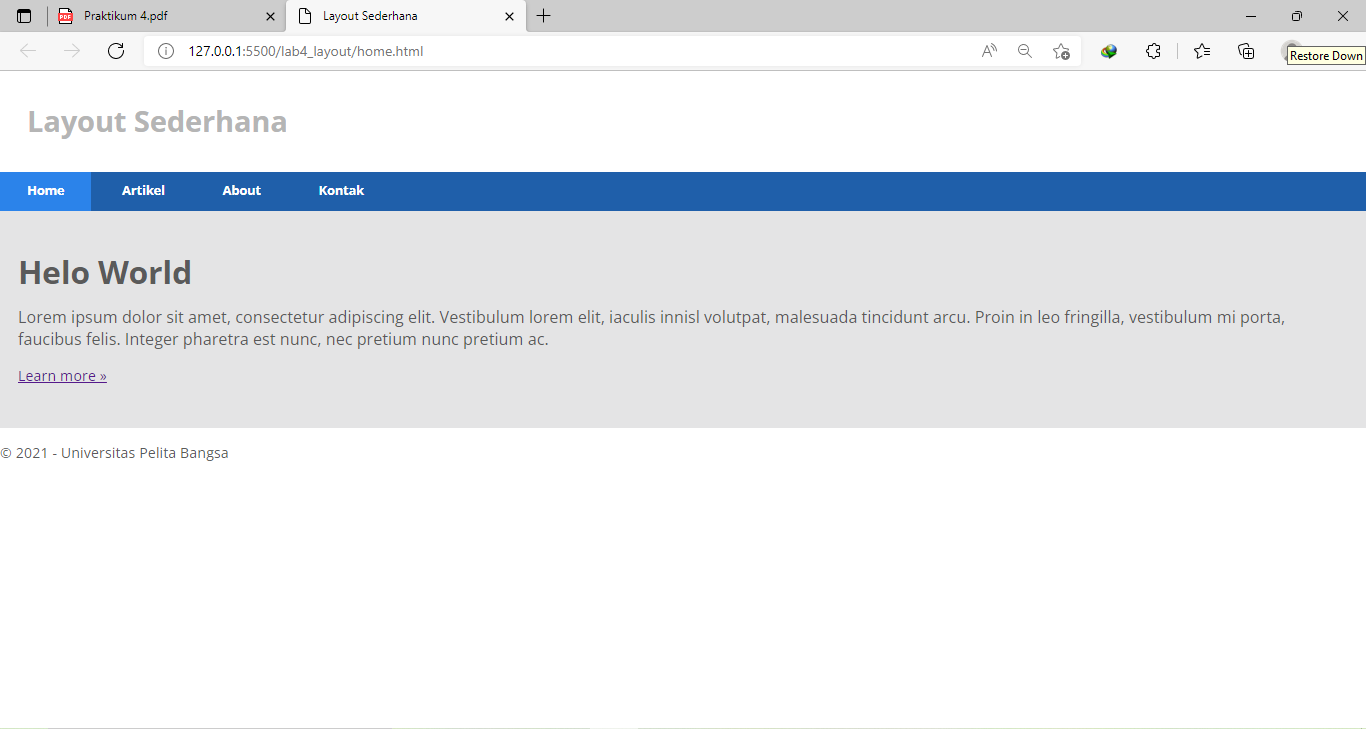 Praktikum 4.pdf
Layout Sederhana
127.0.0.1:5500/lab4_layout/home.html
Restore Down
Layout Sederhana
Home Artikel About Kontak
Helo World
Lorem ipsum dolor sit amet, consectetur adipiscing elit. Vestibulum lorem elit, iaculis innisl volutpat, malesuada tincidunt arcu. Proin in leo fringilla, vestibulum mi porta,
faucibus felis. Integer pharetra est nunc, nec pretium nunc pretium ac.
Learn more »
© 2021 - Universitas Pelita Bangsa